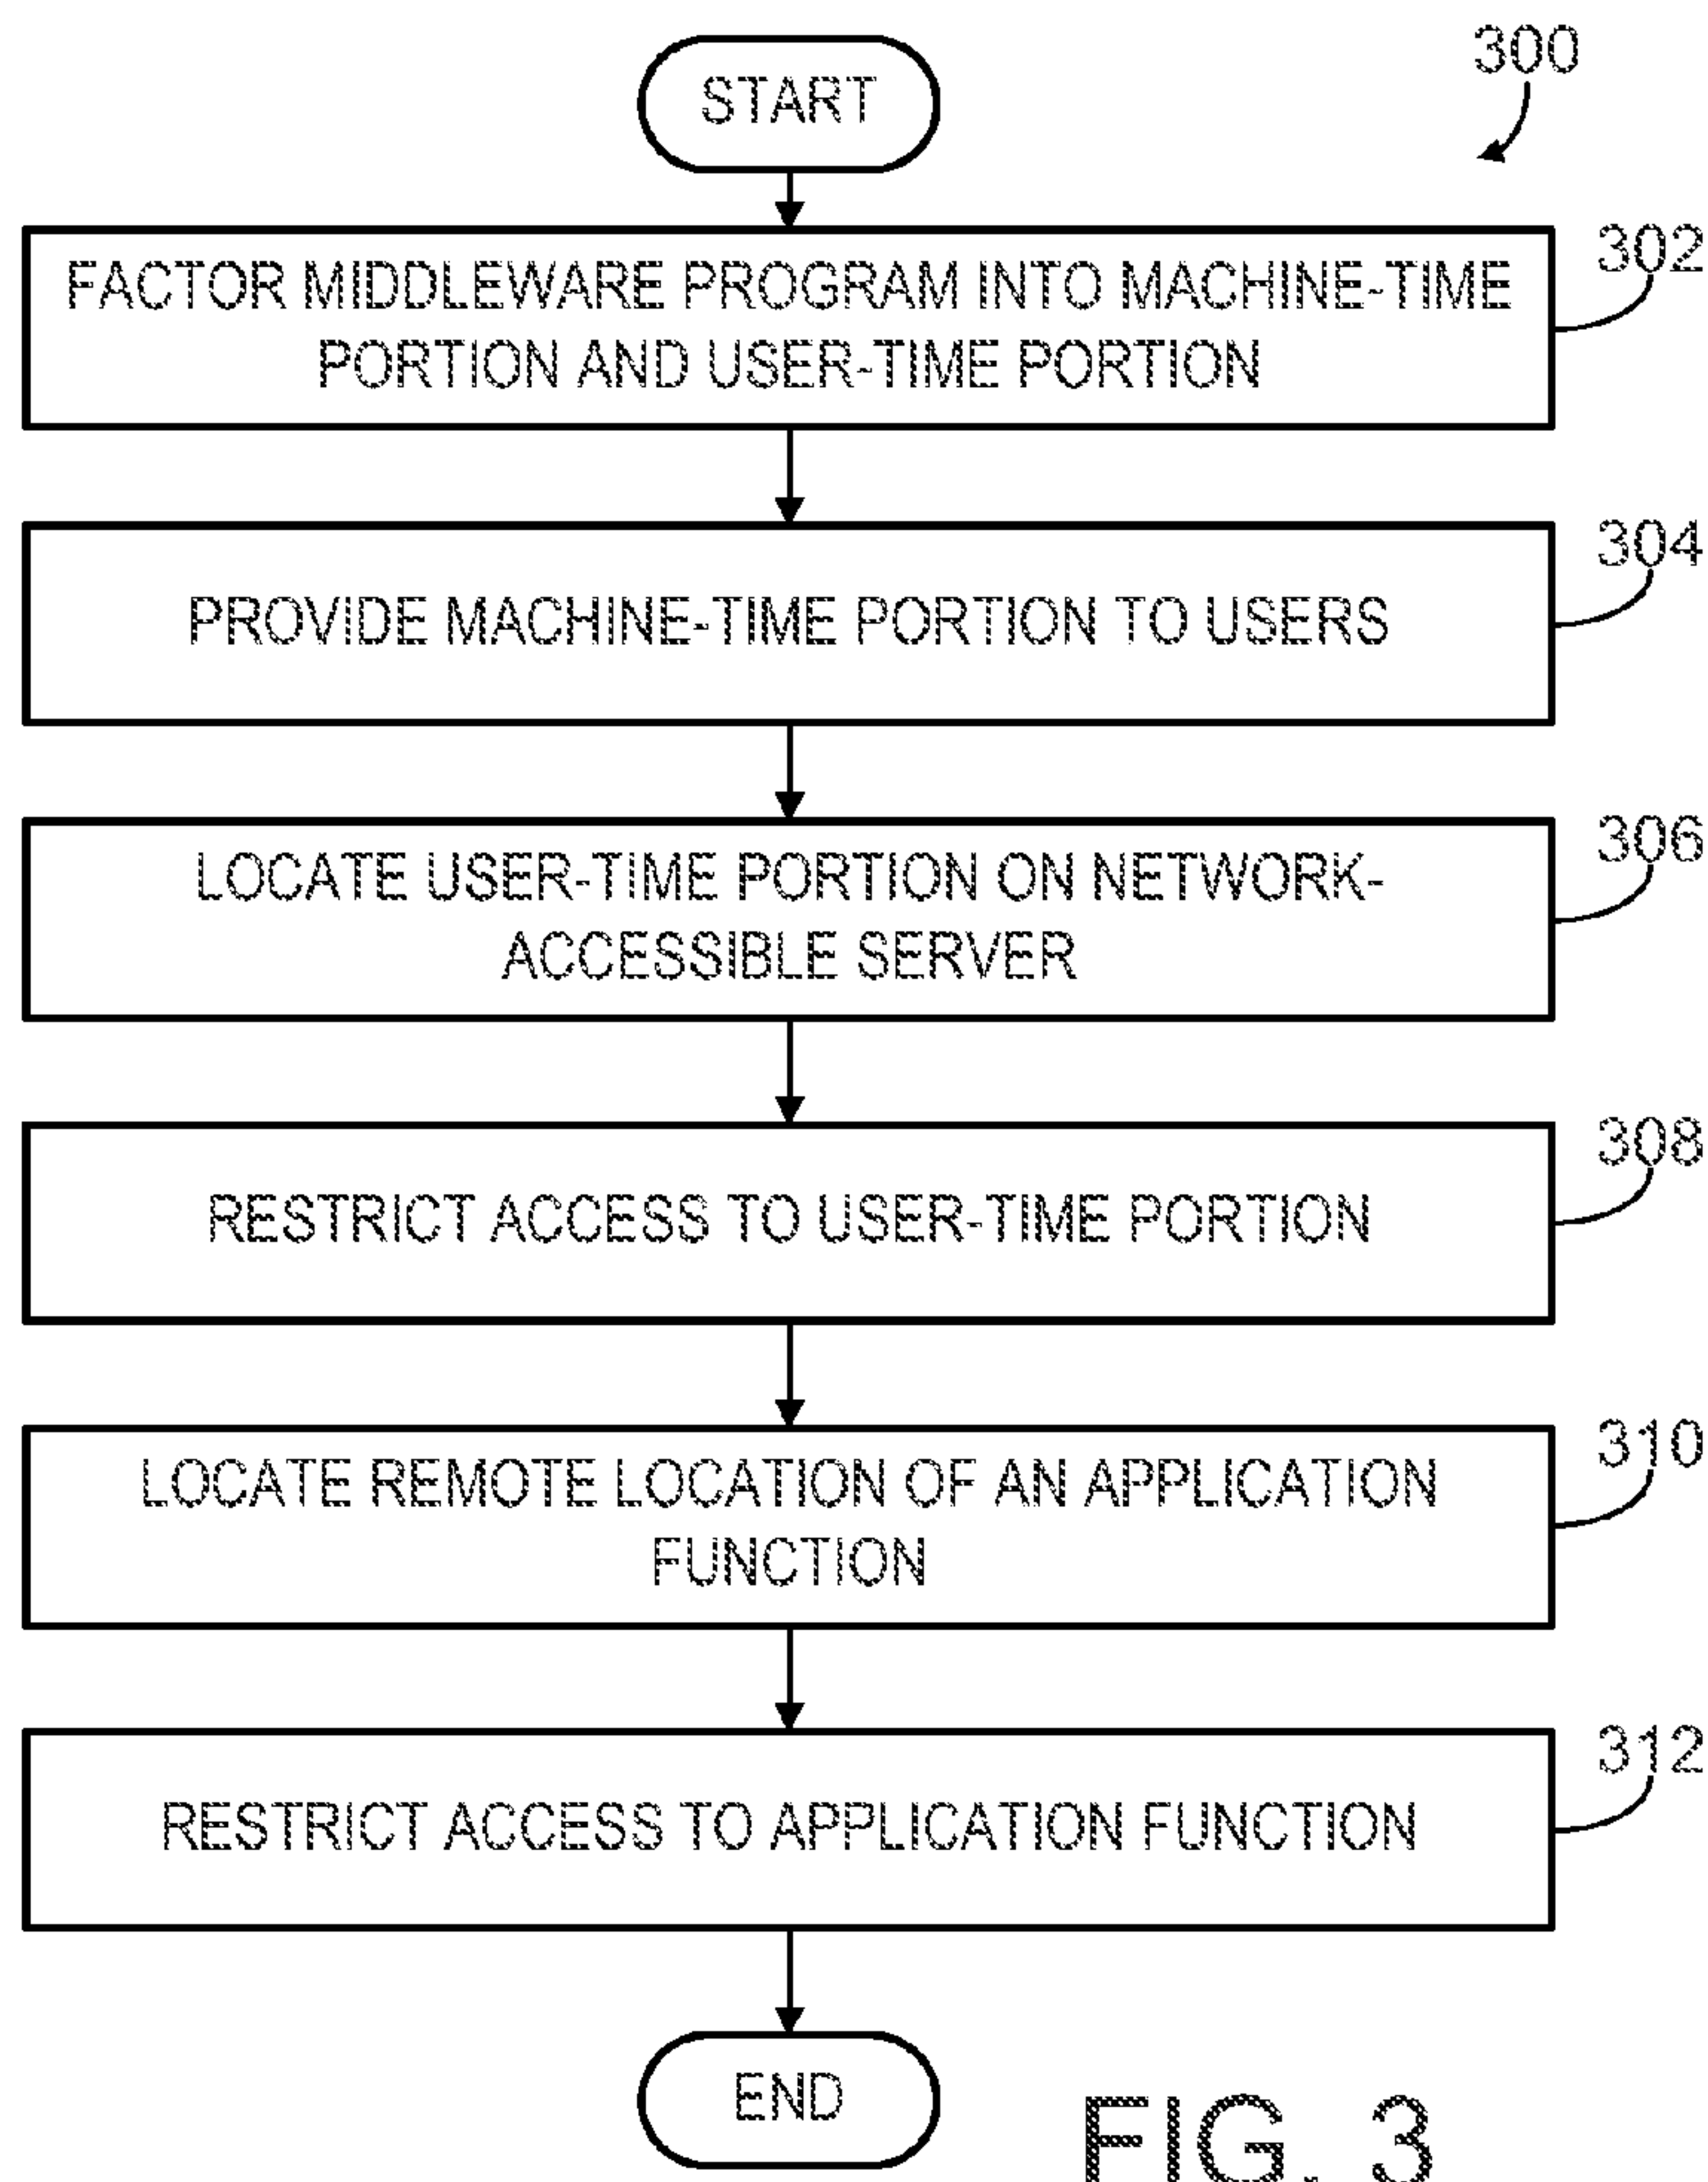 300
START
302
FACTOR MIDDLEWARE PROGRAM INTO MACHINE-TIME
PORTION AND USER-TIME PORTION
304
PROVIDE MACHINE-TIME PORTION TO USERS
306
LOCATE USER-TIME PORTION ON NETWORK-
ACCESSIBLE SERVER
308
RESTRICT ACCESS TO USER-TIME PORTION
310
LOCATE REMOTE LOCATION OF AN APPLICATION
FUNCTION
312
RESTRICT ACCESS TO APPLICATION FUNCTION
END
FIG. 3